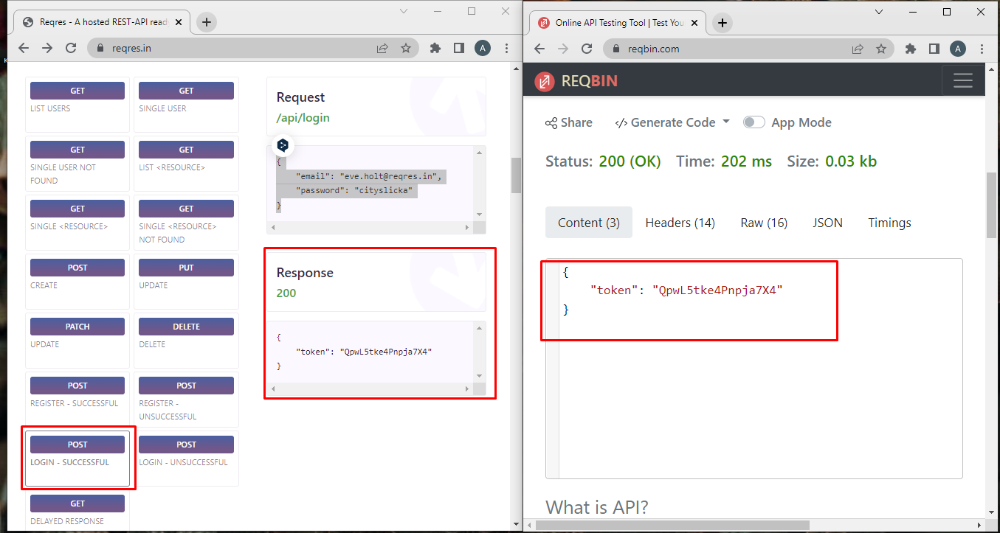 Reqres - A hosted REST-API read
reqres.in
A
GET
LIST USERS
GET
SINGLE USER
GET
SINGLE USER NOT
FOUND
GET
LIST <RESOURCE>
GET
SINGLE <RESOURCE>
GET
SINGLE <RESOURCE>
NOT FOUND
POST
CREATE
PUT
UPDATE
PATCH
UPDATE
DELETE
DELETE
POST
REGISTER - SUCCESSFUL
POST
REGISTER -
UNSUCCESSFUL
POST
LOGIN - SUCCESSFUL
POST
LOGIN - UNSUCCESSFUL
GET
DELAYED RESPONSE
Request
/api/login
{
"email": "eve.holt@reqres.in",
"password": "cityslicka"
}
Response
200
{
"token": "QpwL5tke4Pnpja7X4"
}
Online API Testing Tool | Test You
reqbin.com
A
REQBIN
Share
</> Generate Code
App Mode
Status: 200 (OK) Time: 202 ms Size: 0.03 kb
Content (3) Headers (14) Raw (16) JSON Timings
{
"token": "QpwL5tke4Pnpja7X4"
}
What is API?